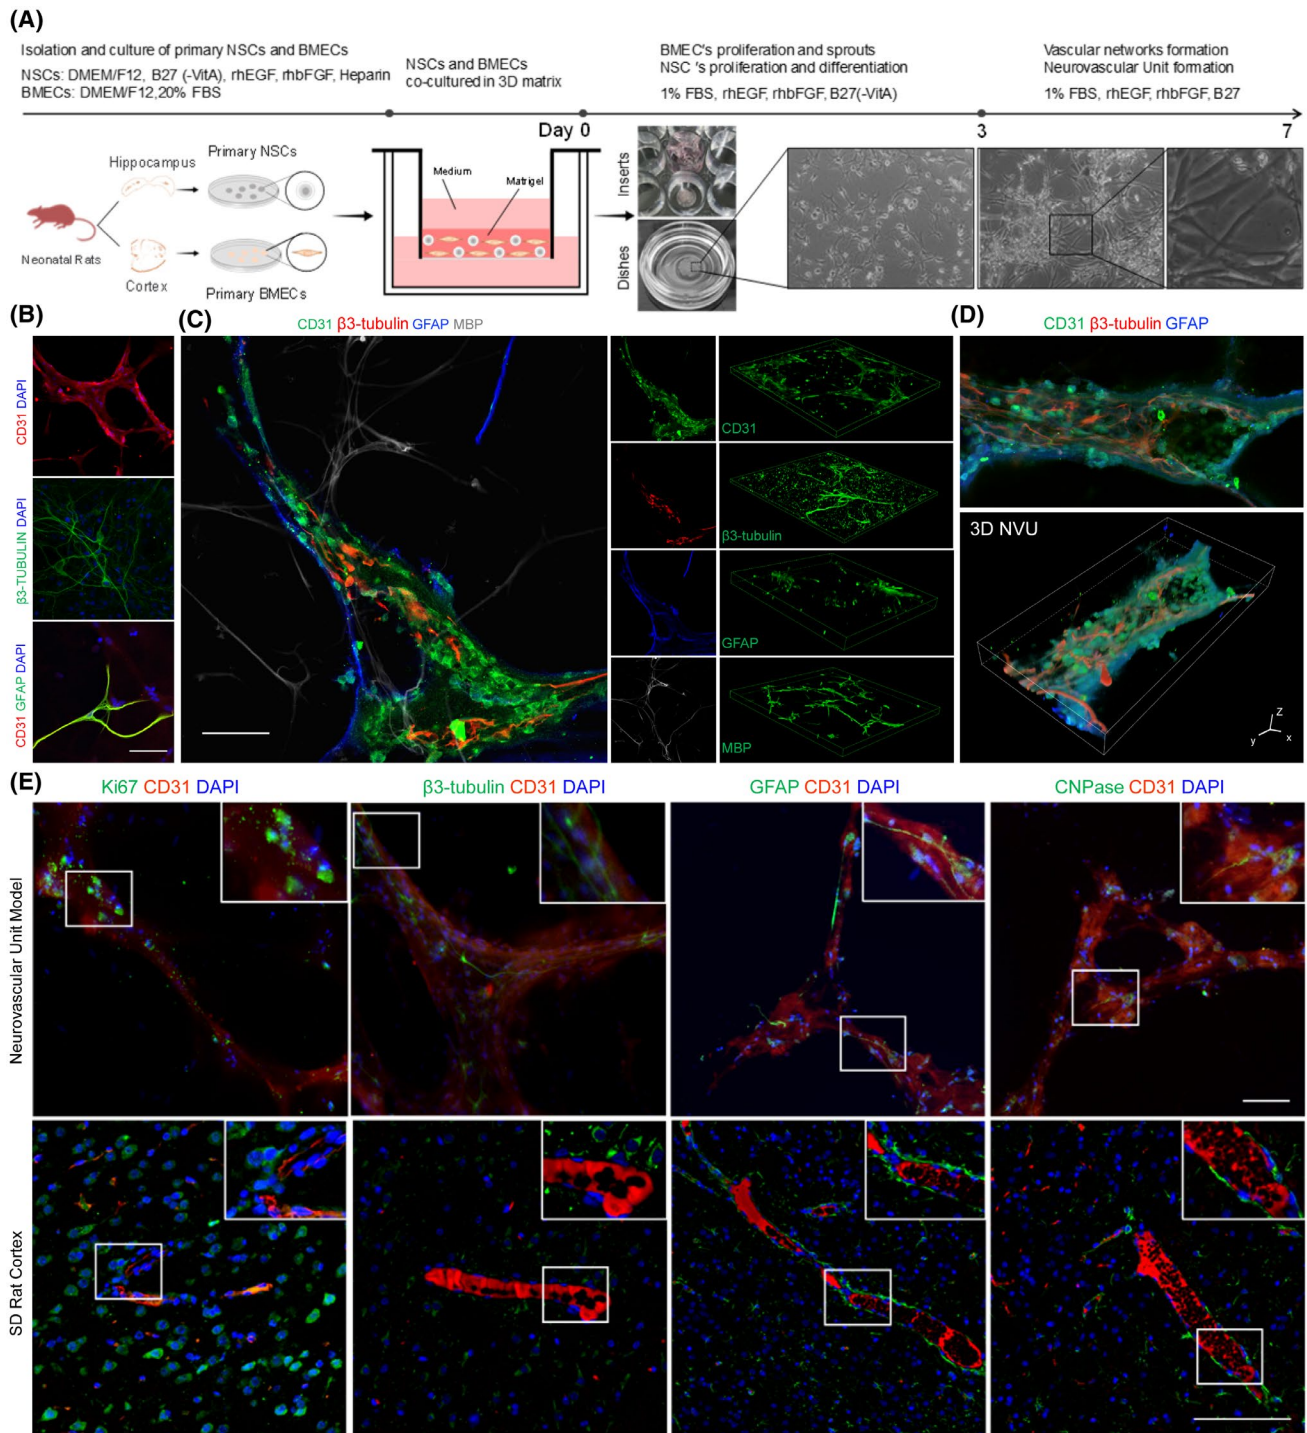 (A)
Isolation and culture of primary NSCs and BMECs
NSCs: DMEM/F12, B27 (-VitA), rhEGF, rhbFGF, Heparin
BMECs: DMEM/F12,20% FBS
NSCs and BMECs
co-cultured in 3D matrix
BMEC's proliferation and sprouts
NSC 's proliferation and differentiation
1% FBS, rhEGF, rhbFGF, B27(-VitA)
Vascular networks formation
Neurovascular Unit formation
1% FBS, rhEGF, rhbFGF, B27
Day 0
3
7
Hippocampus
Primary NSCs
Neonatal Rats
Cortex
Primary BMECs
Medium
Matrigel
Inserts
Dishes
(B)
CD31 DAPI
β3-TUBULIN DAPI
CD31 GFAP DAPI
(C)
CD31 β3-tubulin GFAP MBP
CD31
β3-tubulin
GFAP
MBP
(D)
CD31 β3-tubulin GFAP
3D NVU
Z
y
x
(E)
Ki67 CD31 DAPI
β3-tubulin CD31 DAPI
GFAP CD31 DAPI
CNPase CD31 DAPI
Neurovascular Unit Model
SD Rat Cortex